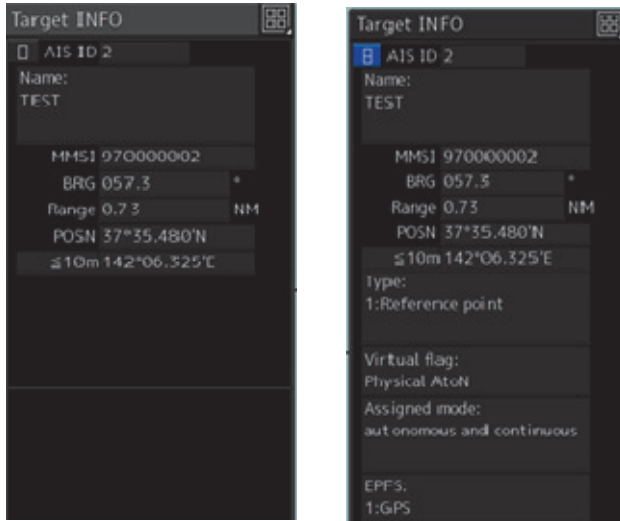 Target INFO
AIS ID 2
Name:
TEST
MMSI 970000002
BRG 057.3 °
Range 0.73 NM
POSN 37°35.480'N
≦10m 142°06.325'E
Target INFO
AIS ID 2
Name:
TEST
MMSI 970000002
BRG 057.3 °
Range 0.73 NM
POSN 37°35.480'N
≦10m 142°06.325'E
Type:
1:Reference point
Virtual flag:
Physical AtoN
Assigned mode:
autonomous and continuous
EPFS.
1:GPS